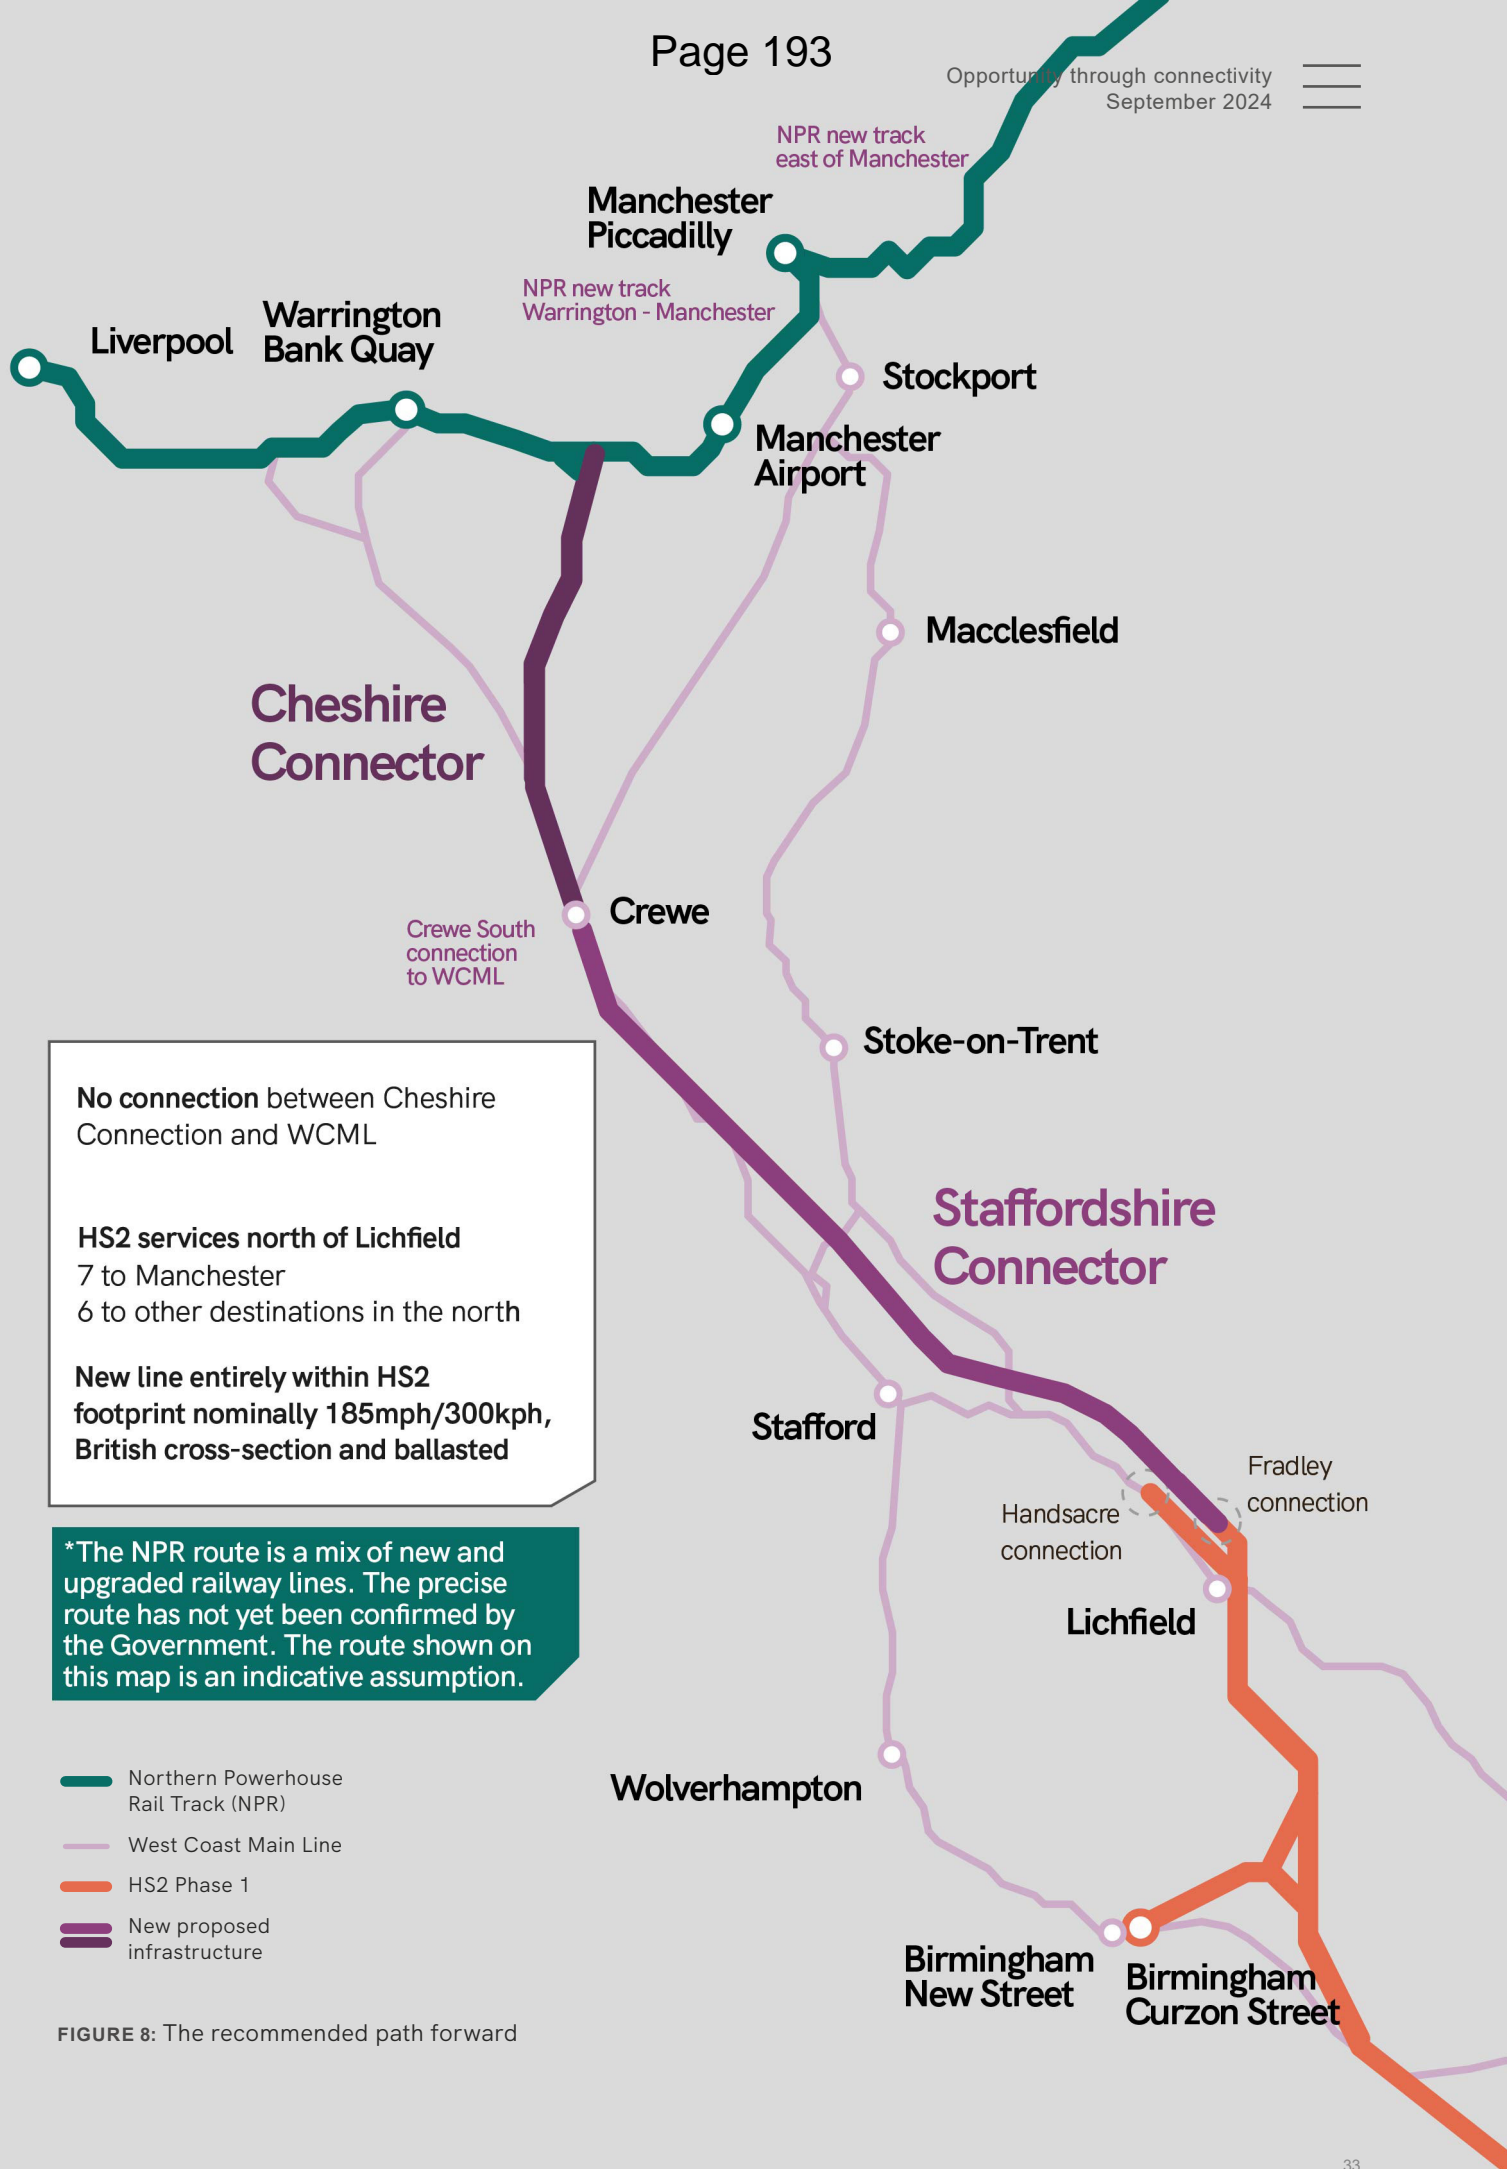 Page 193
Opportunity through connectivity
September 2024
NPR new track
east of Manchester
Manchester
Piccadilly
NPR new track
Warrington - Manchester
Warrington
Bank Quay
Liverpool
Stockport
Manchester
Airport
Macclesfield
Cheshire
Connector
Crewe
Crewe South
connection
to WCML
Stoke-on-Trent
No connection between Cheshire
Connection and WCML
HS2 services north of Lichfield
7 to Manchester
6 to other destinations in the north
New line entirely within HS2
footprint nominally 185mph/300kph,
British cross-section and ballasted
Staffordshire
Connector
Stafford
Fradley
connection
Handsacre
connection
Lichfield
*The NPR route is a mix of new and
upgraded railway lines. The precise
route has not yet been confirmed by
the Government. The route shown on
this map is an indicative assumption.
Wolverhampton
Northern Powerhouse
Rail Track (NPR)
West Coast Main Line
HS2 Phase 1
New proposed
infrastructure
Birmingham
New Street
Birmingham
Curzon Street
FIGURE 8: The recommended path forward
33